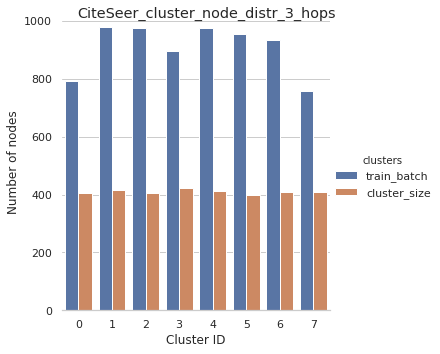 CiteSeer_cluster_node_distr_3_hops
1000
800
600
400
200
0
Number of nodes
0 1 2 3 4 5 6 7
Cluster ID
clusters
train_batch
cluster_size